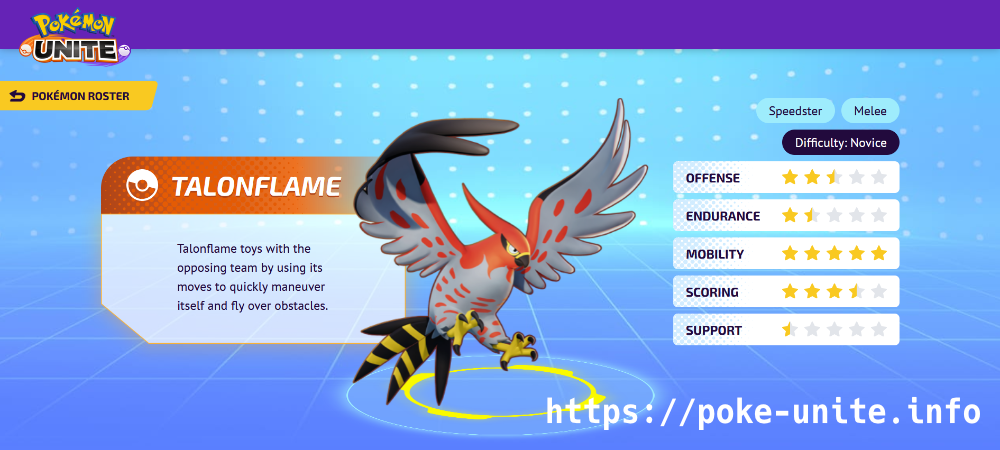 POKÉMON
UNITE
POKÉMON ROSTER
TALONFLAME
Talonflame toys with the
opposing team by using its
moves to quickly maneuver
itself and fly over obstacles.
Speedster Melee
Difficulty: Novice
OFFENSE
ENDURANCE
MOBILITY
SCORING
SUPPORT
https://poke-unite.info